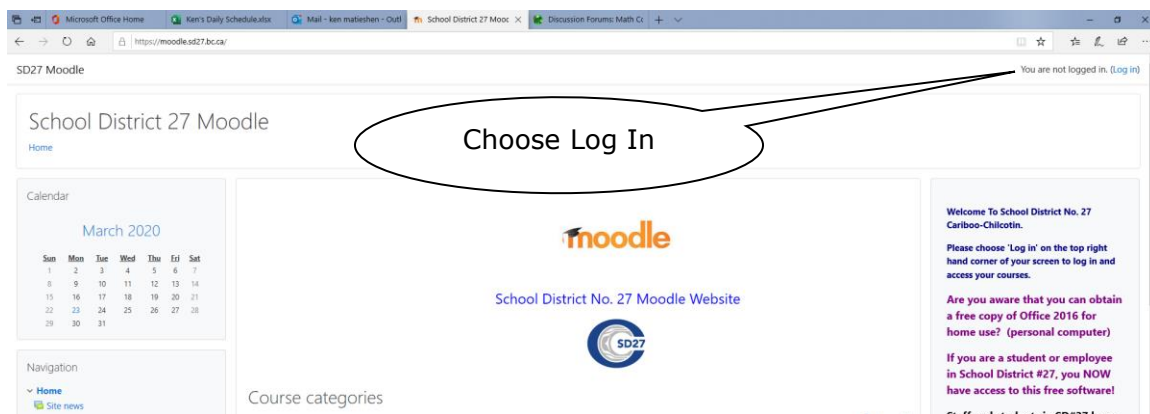 Microsoft Office Home
Ken's Daily Schedule.xlsx
Mail - ken matieshen - Outl
School District 27 Mooc
Discussion Forums: Math Cc
https://moodle.sd27.bc.ca/
SD27 Moodle
You are not logged in. (Log in)
School District 27 Moodle
Home
Choose Log In
Calendar
March 2020
Sun Mon Tue Wed Thu Fri Sat
1 2 3 4 5 6 7
8 9 10 11 12 13 14
15 16 17 18 19 20 21
22 23 24 25 26 27 28
29 30 31
Navigation
Home
Site news
moodle
School District No. 27 Moodle Website
SD27
Course categories
Welcome To School District No. 27
Cariboo-Chilcotin.
Please choose 'Log in' on the top right
hand corner of your screen to log in and
access your courses.
Are you aware that you can obtain
a free copy of Office 2016 for
home use? (personal computer)
If you are a student or employee
in School District #27, you NOW
have access to this free software!